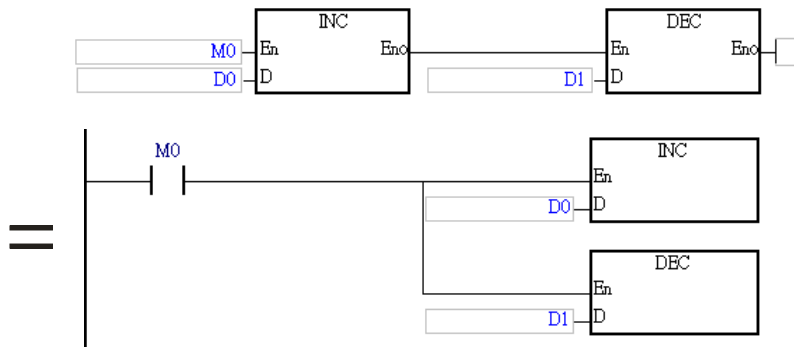 INC DEC
M0 En Eno En Eno
D0 D D1 D
M0 INC
En
D0 D
DEC
En
D1 D